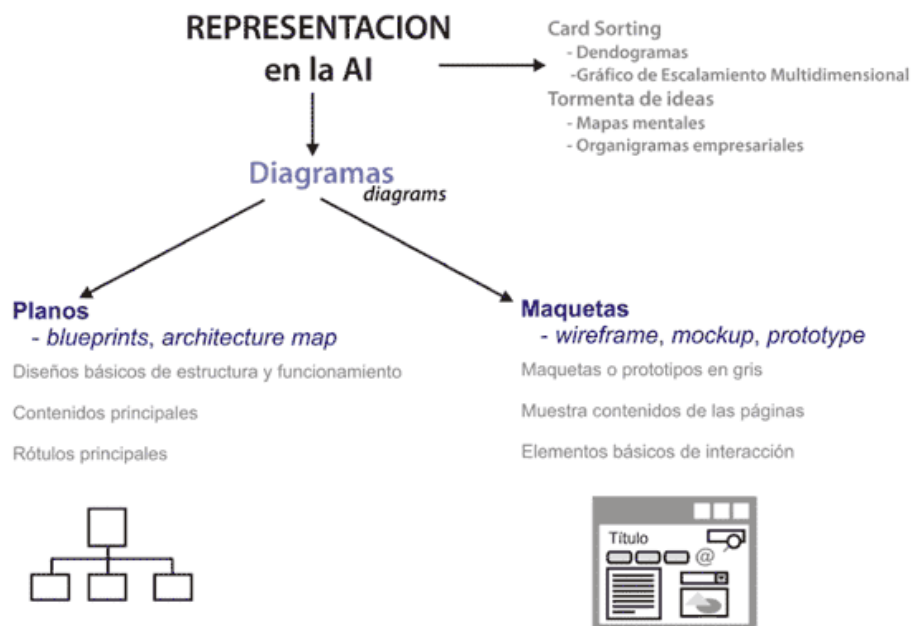 REPRESENTACION
en la AI
Card Sorting
- Dendogramas
-Gráfico de Escalamiento Multidimensional
Tormenta de ideas
- Mapas mentales
- Organigramas empresariales
Diagramas
diagrams
Planos
- blueprints, architecture map
Diseños básicos de estructura y funcionamiento
Contenidos principales
Rótulos principales
Maquetas
- wireframe, mockup, prototype
Maquetas o prototipos en gris
Muestra contenidos de las páginas
Elementos básicos de interacción
Título
@